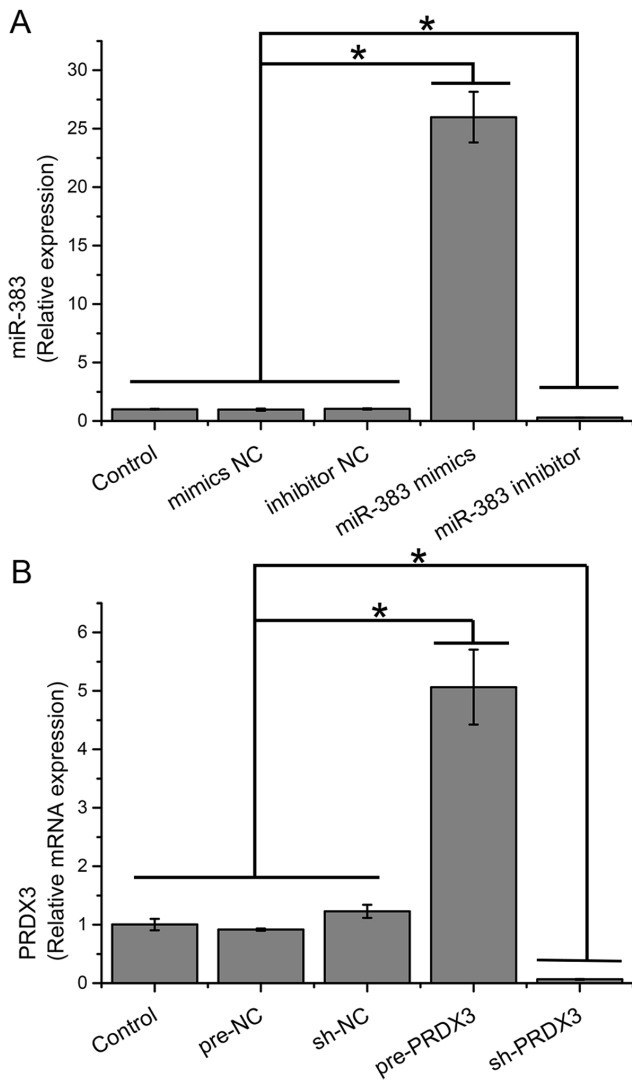 A
*
*
30
25
20
15
10
5
0
miR-383
(Relative expression)
Control
mimics NC
inhibitor NC
miR-383 mimics
miR-383 inhibitor
B
*
*
6
5
4
3
2
1
0
PRDX3
(Relative mRNA expression)
Control
pre-NC
sh-NC
pre-PRDX3
sh-PRDX3